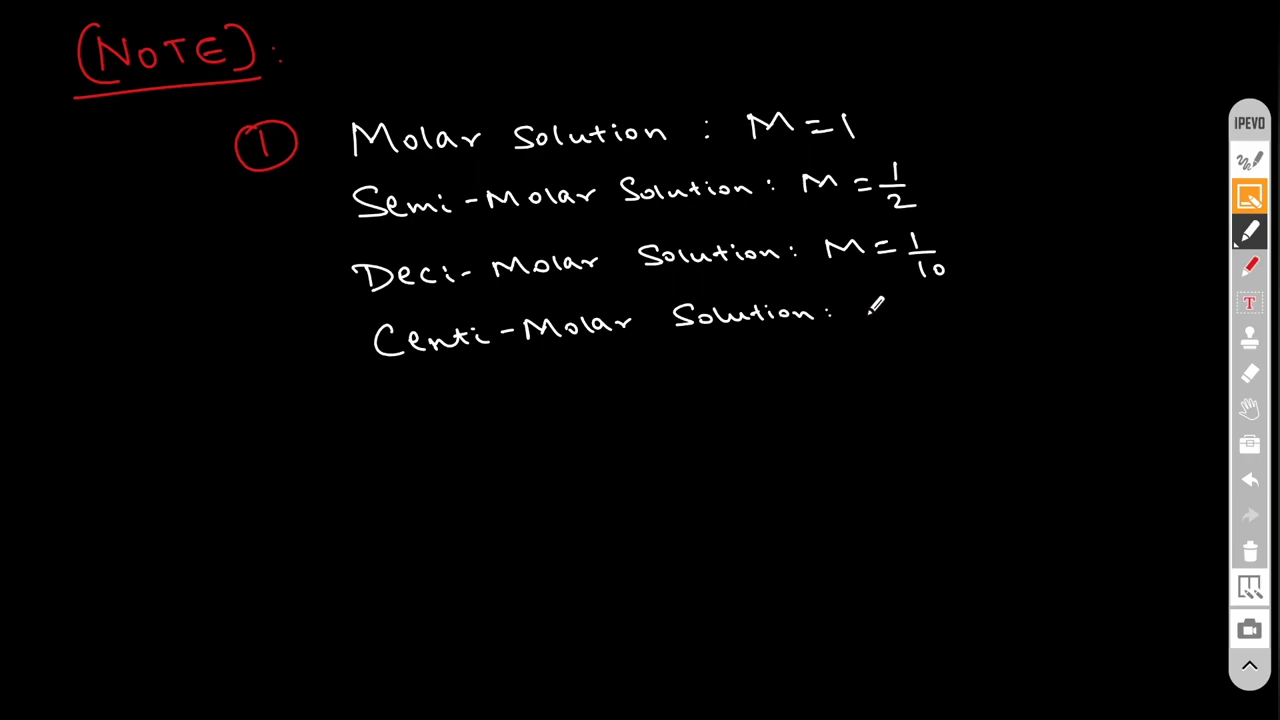 (NOTE):
① Molar Solution: M=1
Semi-Molar Solution: M=1/2
Deci-Molar Solution: M=1/10
Centi-Molar Solution:
IPEVO
T